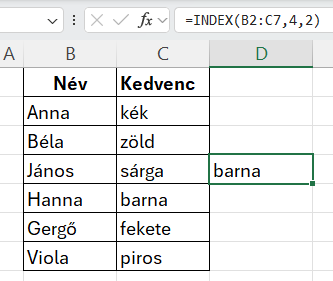 fx =INDEX(B2:C7,4,2)
A B C D
Név Kedvenc
Anna kék
Béla zöld
János sárga barna
Hanna barna
Gergő fekete
Viola piros